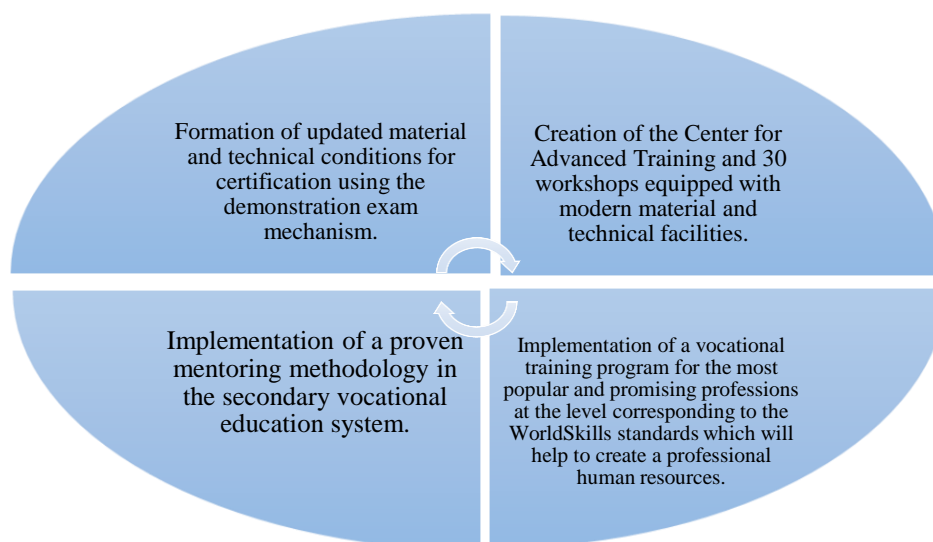 Formation of updated material
and technical conditions for
certification using the
demonstration exam
mechanism.
Creation of the Center for
Advanced Training and 30
workshops equipped with
modern material and
technical facilities.
Implementation of a proven
mentoring methodology in
the secondary vocational
education system.
Implementation of a vocational
training program for the most
popular and promising professions
at the level corresponding to the
WorldSkills standards which will
help to create a professional
human resources.